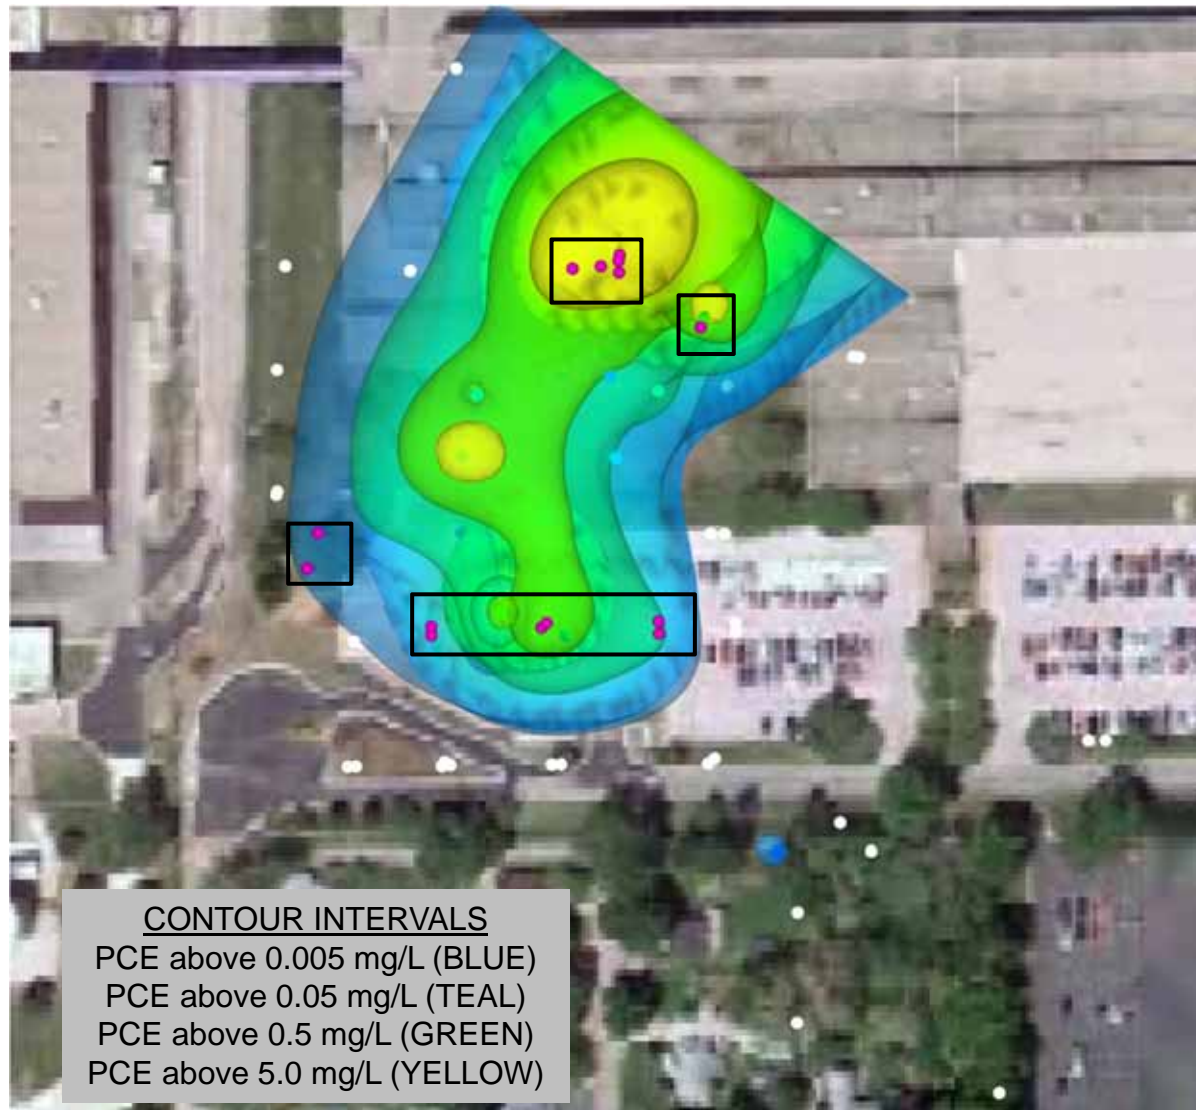 CONTOUR INTERVALS
PCE above 0.005 mg/L (BLUE)
PCE above 0.05 mg/L (TEAL)
PCE above 0.5 mg/L (GREEN)
PCE above 5.0 mg/L (YELLOW)